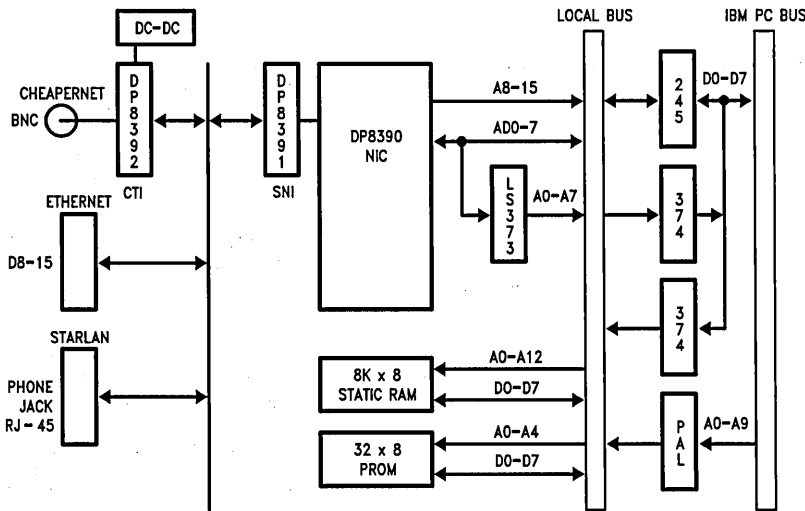 DC-DC
LOCAL BUS
IBM PC BUS
CHEAPERNET
BNC
DP8392
CTI
DP8391
SNI
DP8390
NIC
A8-15
AD0-7
LS373
A0-A7
245
D0-D7
374
374
ETHERNET
D8-15
STARLAN
PHONE
JACK
RJ-45
8K x 8
STATIC RAM
A0-A12
D0-D7
32 x 8
PROM
A0-A4
D0-D7
PAL
A0-A9